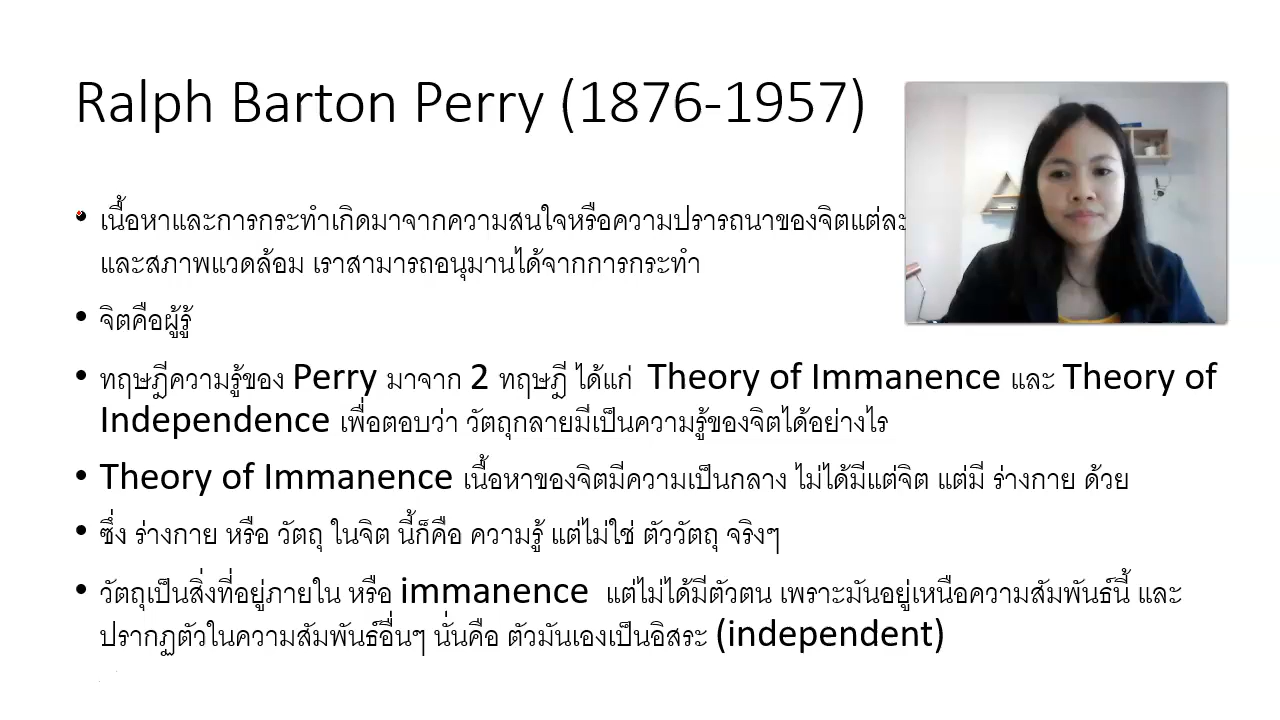 Ralph Barton Perry (1876-1957)
• เนื้อหาและการกระทำเกิดมาจากความสนใจหรือความปรารถนาของจิตแต่ละ
และสภาพแวดล้อม เราสามารถอนุมานได้จากการกระทำ
• จิตคือผู้รู้
• ทฤษฎีความรู้ของ Perry มาจาก 2 ทฤษฎี ได้แก่ Theory of Immanence และ Theory of
Independence เพื่อตอบว่า วัตถุกลายมีเป็นความรู้ของจิตได้อย่างไร
• Theory of Immanence เนื้อหาของจิตมีความเป็นกลาง ไม่ได้มีแต่จิต แต่มี ร่างกาย ด้วย
• ซึ่ง ร่างกาย หรือ วัตถุ ในจิต นี้ก็คือ ความรู้ แต่ไม่ใช่ ตัววัตถุ จริงๆ
• วัตถุเป็นสิ่งที่อยู่ภายใน หรือ immanence แต่ไม่ได้มีตัวตน เพราะมันอยู่เหนือความสัมพันธ์นี้ และ
ปรากฏตัวในความสัมพันธ์อื่นๆ นั่นคือ ตัวมันเองเป็นอิสระ (independent)